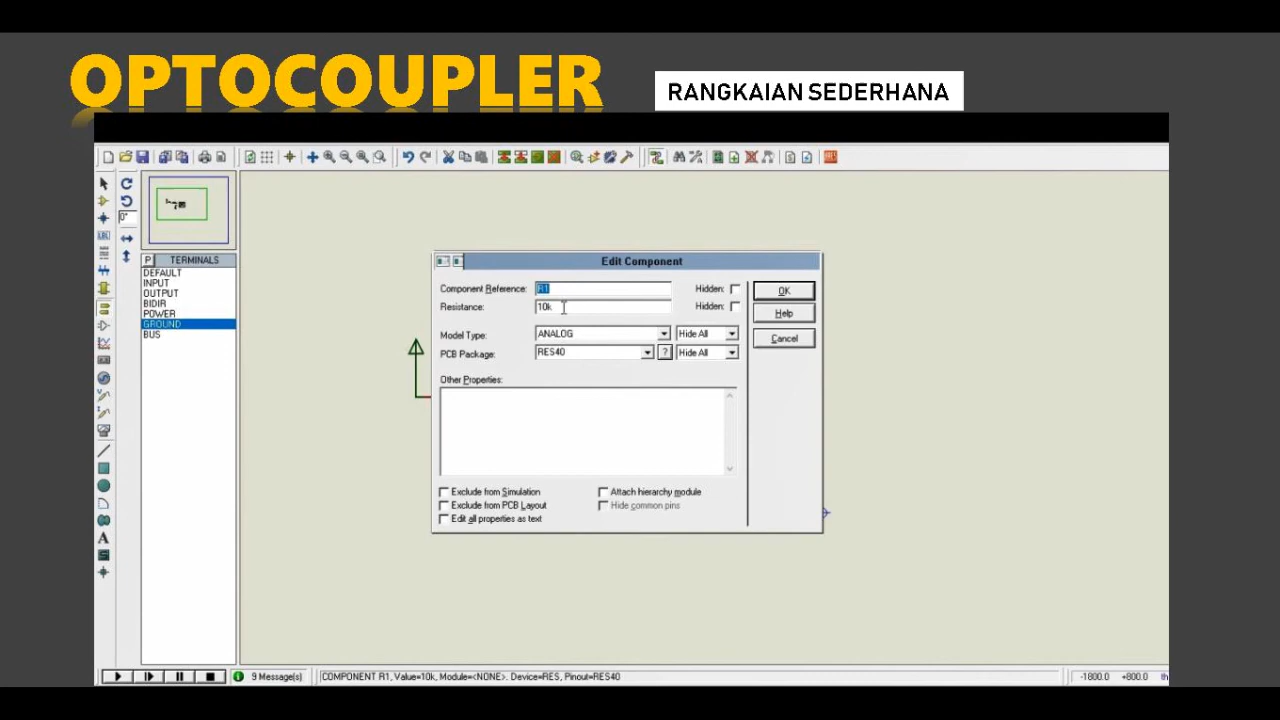 OPTOCOUPLER
RANGKAIAN SEDERHANA
0°
P TERMINALS
DEFAULT
INPUT
OUTPUT
BIDIR
POWER
GROUND
BUS
Edit Component
Component Reference: R1 Hidden:
Resistance: 10k Hidden:
Model Type: ANALOG Hide All
PCB Package: RES40 ? Hide All
Other Properties:
OK
Help
Cancel
Exclude from Simulation
Attach hierarchy module
Exclude from PCB Layout
Hide common pins
Edit all properties as text
9 Message(s) COMPONENT R1, Value=10k, Module=<NONE>. Device=RES, Pinout=RES40 -1800.0 +800.0 th